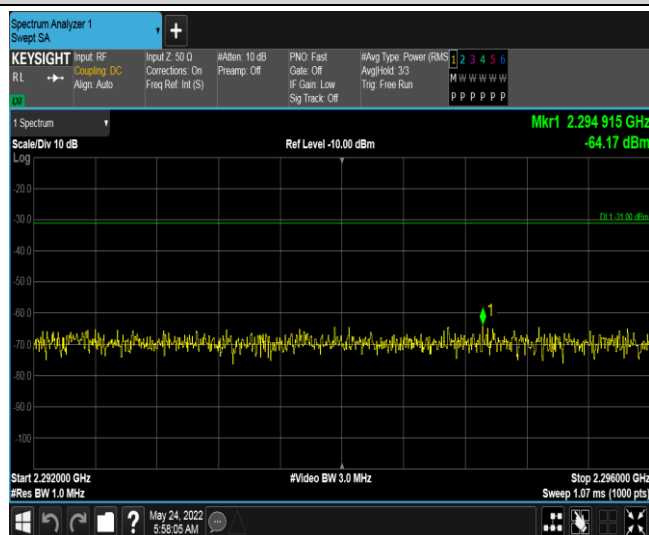 Spectrum Analyzer 1
Swept SA
KEYSIGHT Input: RF
RL Coupling: DC
Align: Auto
LXI
Input Z: 50 Ω
Corrections: On
Freq Ref: Int (S)
#Atten: 10 dB
Preamp: Off
PNO: Fast
Gate: Off
IF Gain: Low
Sig Track: Off
#Avg Type: Power (RMS
Avg|Hold: 3/3
Trig: Free Run
1 2 3 4 5 6
M W W W W W
P P P P P P
1 Spectrum
Scale/Div 10 dB
Ref Level -10.00 dBm
Mkr1 2.294 915 GHz
-64.17 dBm
Log
-20.0
-30.0
DL1 -31.00 dBm
-40.0
-50.0
-60.0
1
-70.0
-80.0
-90.0
-100
Start 2.292000 GHz
#Video BW 3.0 MHz
Stop 2.296000 GHz
#Res BW 1.0 MHz
Sweep 1.07 ms (1000 pts)
?
May 24, 2022
5:58:05 AM